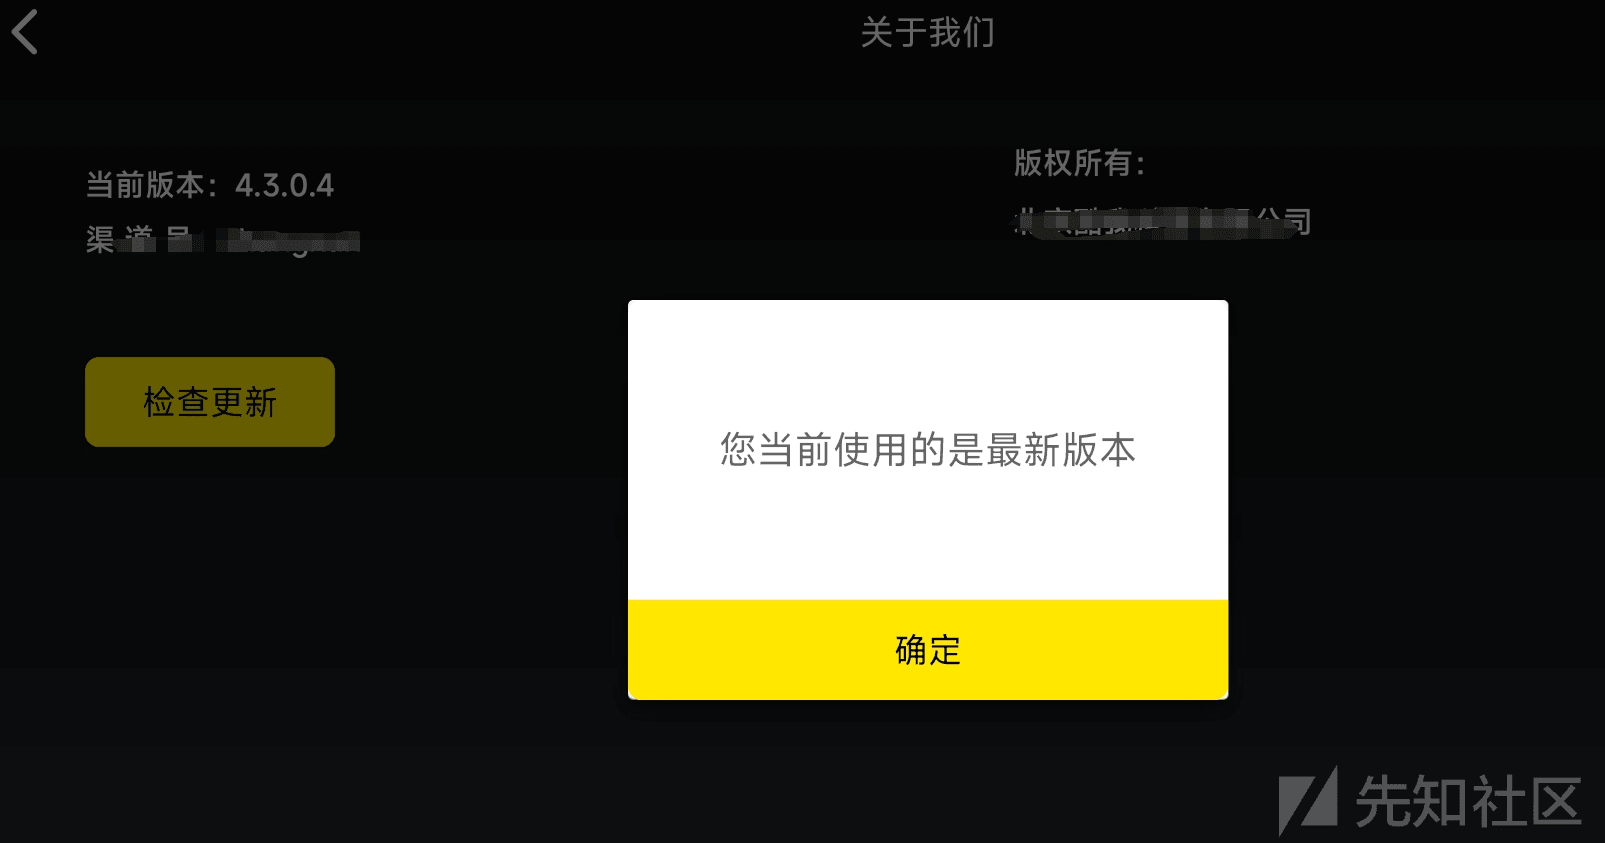 关于我们
当前版本：4.3.0.4
版权所有：
渠道号
公司
检查更新
您当前使用的是最新版本
确定
先知社区